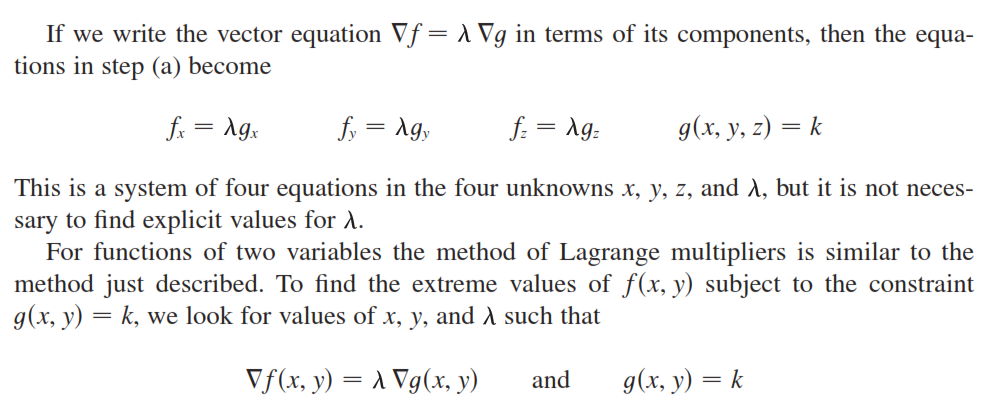 If we write the vector equation ∇f = λ ∇g in terms of its components, then the equa-
tions in step (a) become
fₓ = λgₓ    f_y = λg_y    f_z = λg_z    g(x, y, z) = k
This is a system of four equations in the four unknowns x, y, z, and λ, but it is not neces-
sary to find explicit values for λ.
For functions of two variables the method of Lagrange multipliers is similar to the
method just described. To find the extreme values of f(x, y) subject to the constraint
g(x, y) = k, we look for values of x, y, and λ such that
∇f(x, y) = λ ∇g(x, y)    and    g(x, y) = k